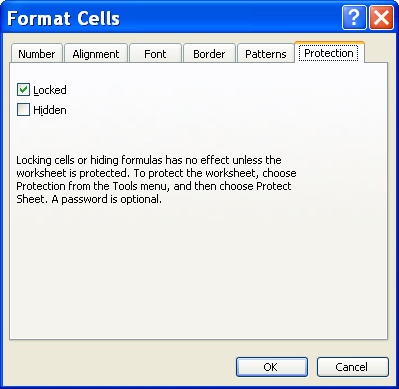 Format Cells
Number Alignment Font Border Patterns Protection
Locked
Hidden
Locking cells or hiding formulas has no effect unless the
worksheet is protected. To protect the worksheet, choose
Protection from the Tools menu, and then choose Protect
Sheet. A password is optional.
OK Cancel